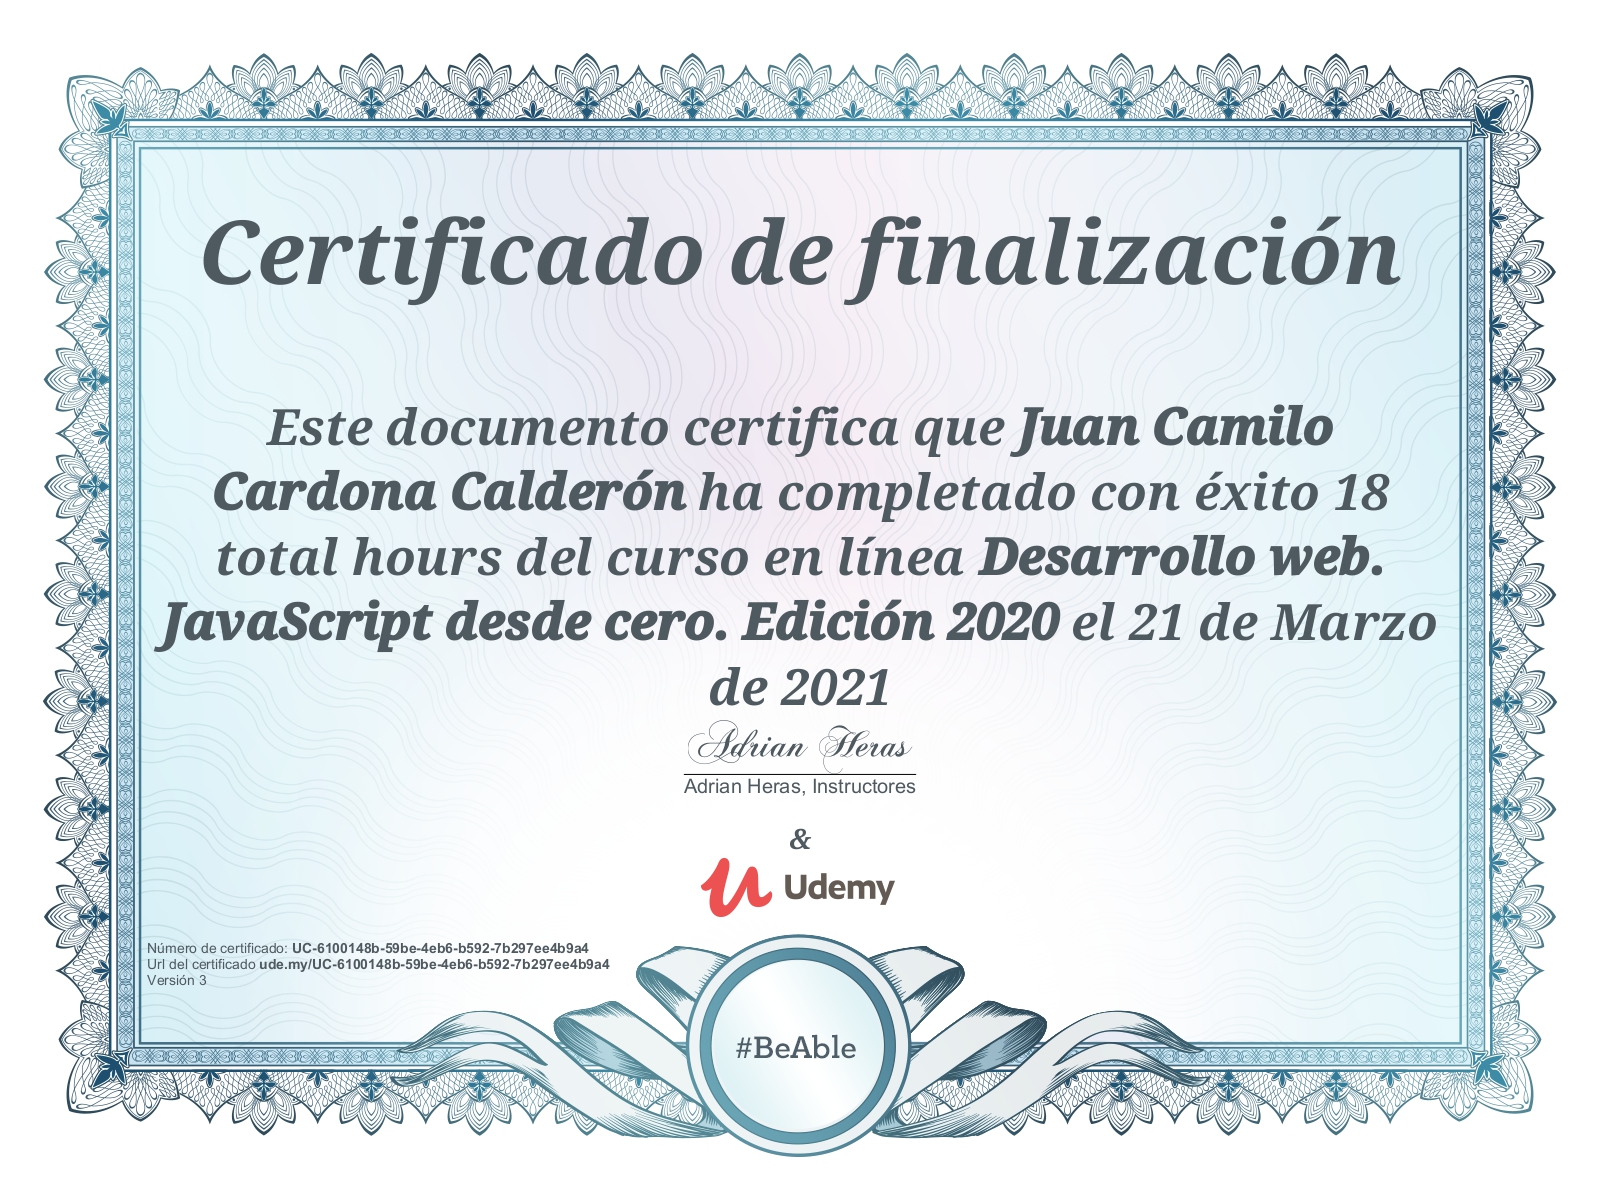 Certificado de finalización
Este documento certifica que Juan Camilo
Cardona Calderón ha completado con éxito 18
total hours del curso en línea Desarrollo web.
JavaScript desde cero. Edición 2020 el 21 de Marzo
de 2021
Adrian Heras
Adrian Heras, Instructores
&
Udemy
Número de certificado: UC-6100148b-59be-4eb6-b592-7b297ee4b9a4
Url del certificado ude.my/UC-6100148b-59be-4eb6-b592-7b297ee4b9a4
Versión 3
#BeAble